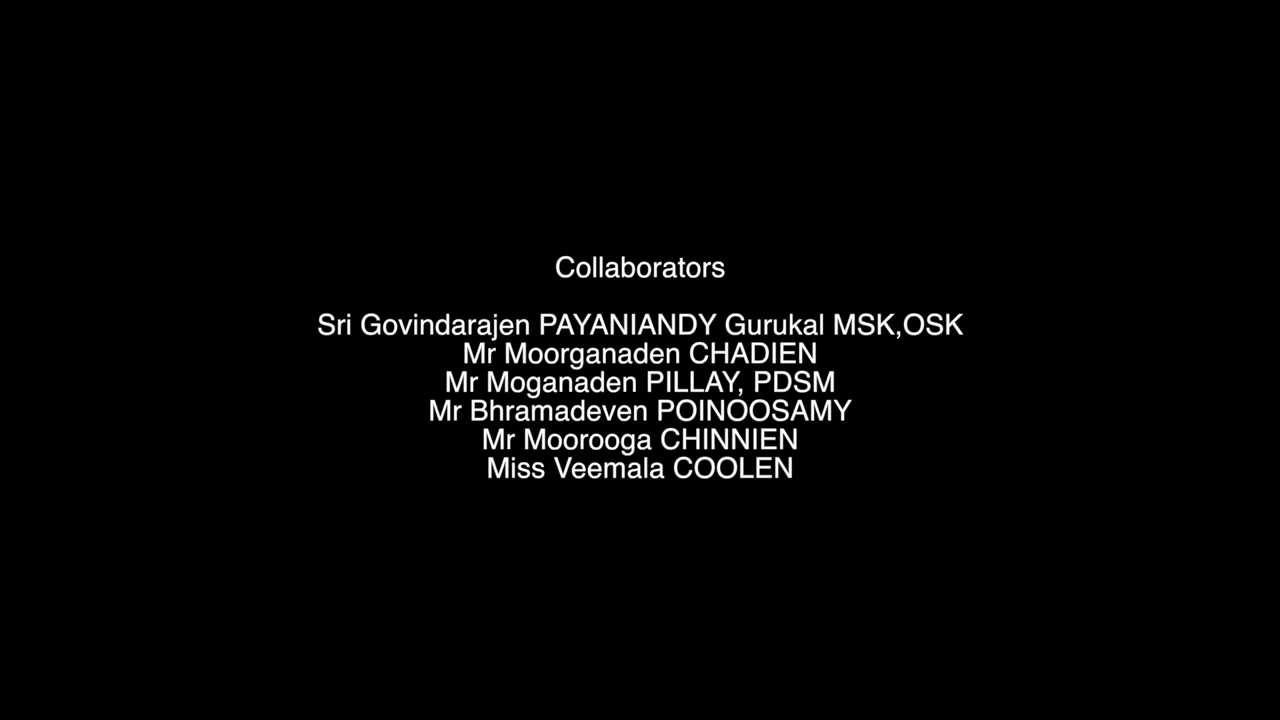 Collaborators
Sri Govindarajen PAYANIANDY Gurukal MSK,OSK
Mr Moorganaden CHADIEN
Mr Moganaden PILLAY, PDSM
Mr Bhramadeven POINOOSAMY
Mr Moorooga CHINNIEN
Miss Veemala COOLEN